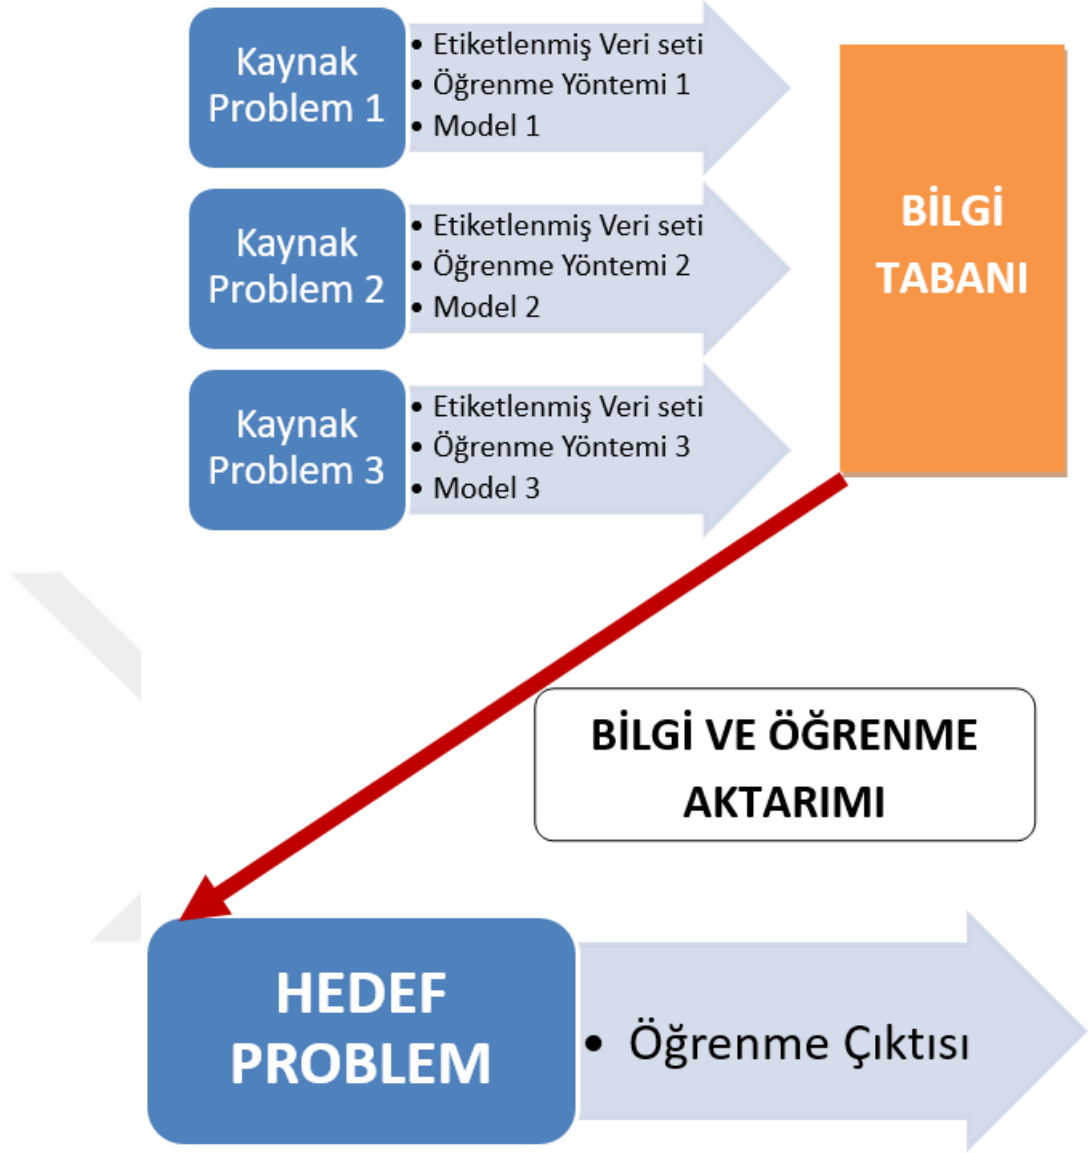 Kaynak
Problem 1
• Etiketlenmiş Veri seti
• Öğrenme Yöntemi 1
• Model 1
Kaynak
Problem 2
• Etiketlenmiş Veri seti
• Öğrenme Yöntemi 2
• Model 2
Kaynak
Problem 3
• Etiketlenmiş Veri seti
• Öğrenme Yöntemi 3
• Model 3
BİLGİ
TABANI
BİLGİ VE ÖĞRENME
AKTARIMI
HEDEF
PROBLEM
• Öğrenme Çıktısı